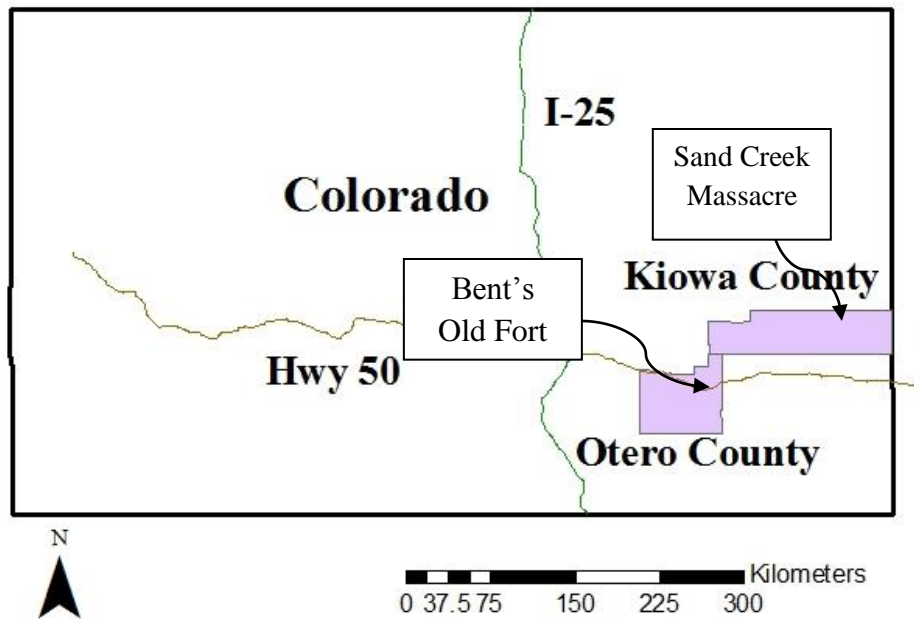 I-25
Sand Creek
Massacre
Colorado
Kiowa County
Bent’s
Old Fort
Hwy 50
Otero County
N
Kilometers
0 37.5 75 150 225 300